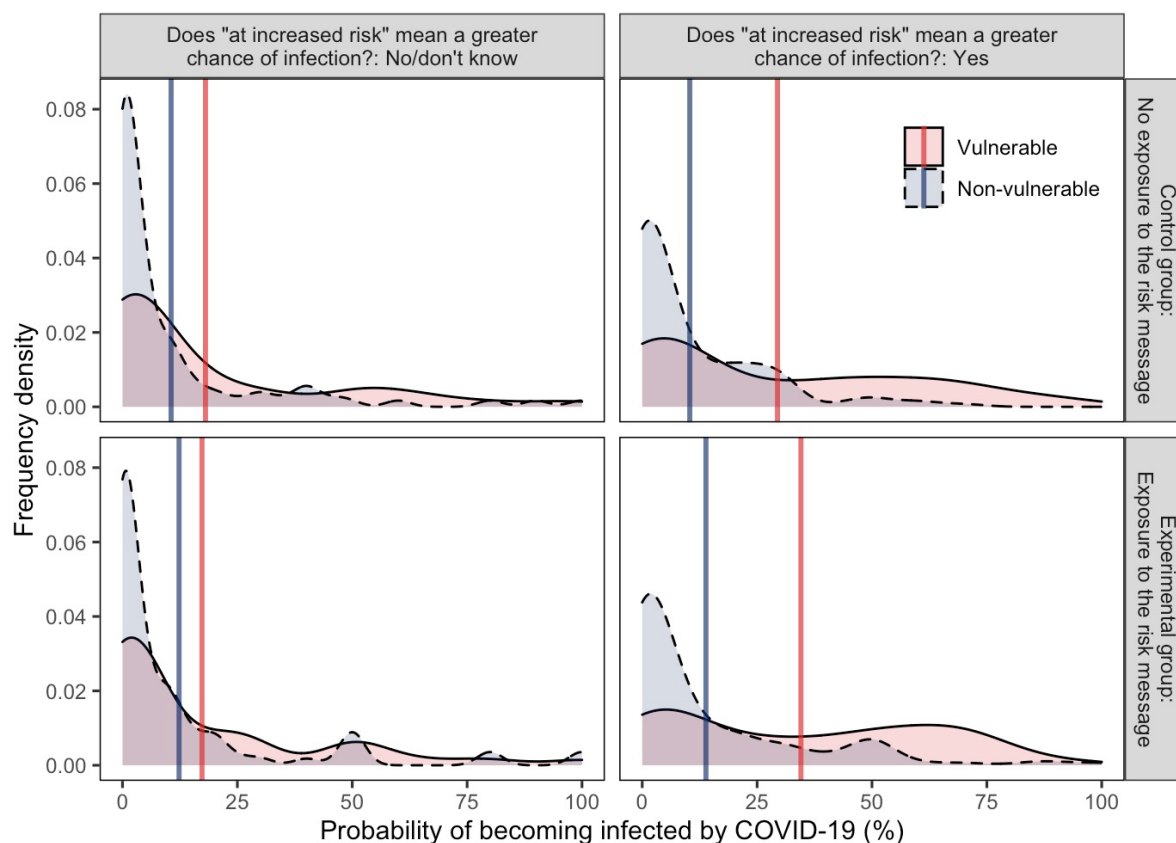 Does "at increased risk" mean a greater
chance of infection?: No/don't know
Does "at increased risk" mean a greater
chance of infection?: Yes
Frequency density
0.08
0.06
0.04
0.02
0.00
Vulnerable
Non-vulnerable
Control group:
No exposure to the risk message
0.08
0.06
0.04
0.02
0.00
Experimental group:
Exposure to the risk message
0
25
50
75
100
0
25
50
75
100
Probability of becoming infected by COVID-19 (%)